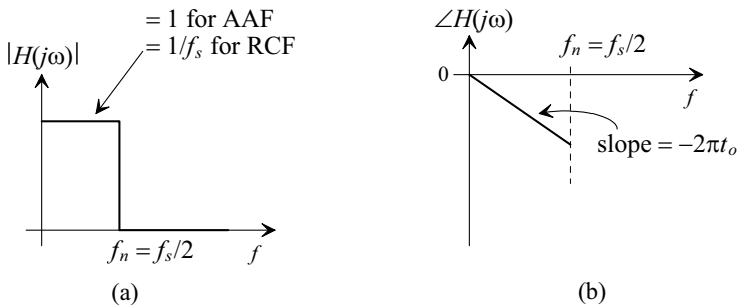 = 1 for AAF
= 1/fₛ for RCF
|H(jω)|
fₙ = fₛ/2
f
(a)
∠H(jω)
fₙ = fₛ/2
0
f
slope = −2πtₒ
(b)